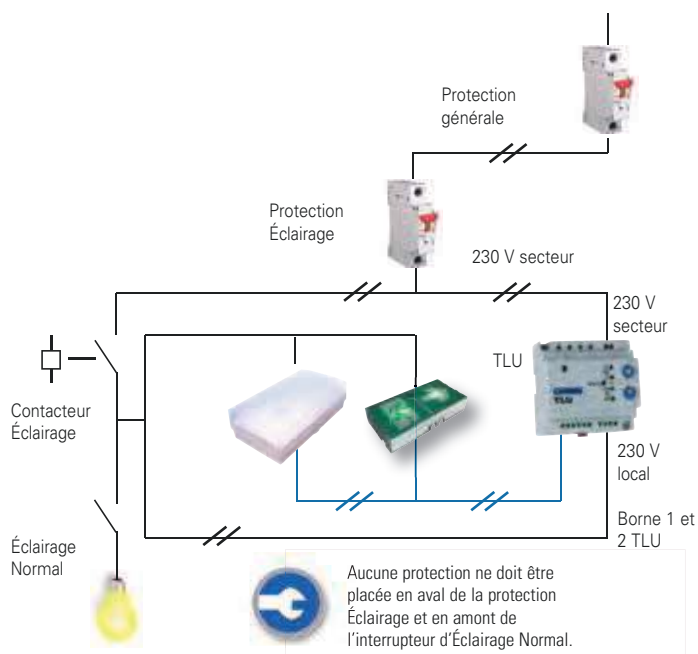 Protection
générale
Protection
Éclairage
230 V secteur
230 V
secteur
TLU
TLU
Contacteur
Éclairage
230 V
local
Borne 1 et
2 TLU
Éclairage
Normal
Aucune protection ne doit être
placée en aval de la protection
Éclairage et en amont de
l'interrupteur d'Éclairage Normal.